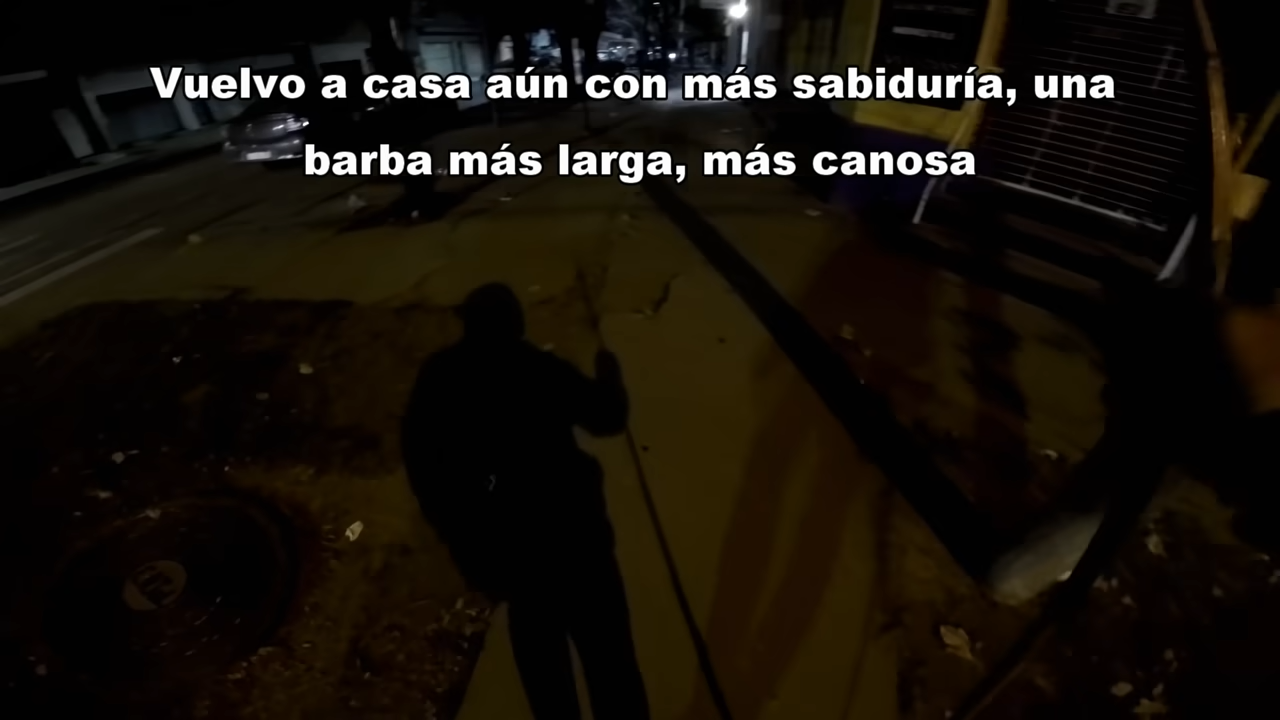 Vuelvo a casa aún con más sabiduría, una
barba más larga, más canosa